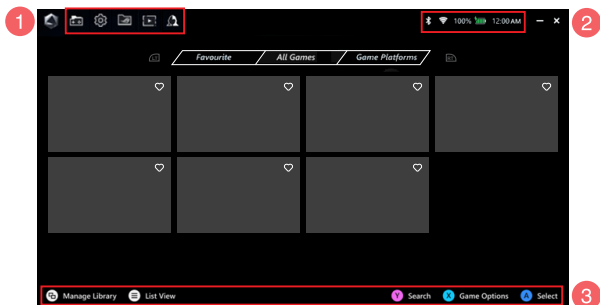 1
100% 12:00 AM
2
Favourite All Games Game Platforms
Manage Library List View Y Search X Game Options A Select
3